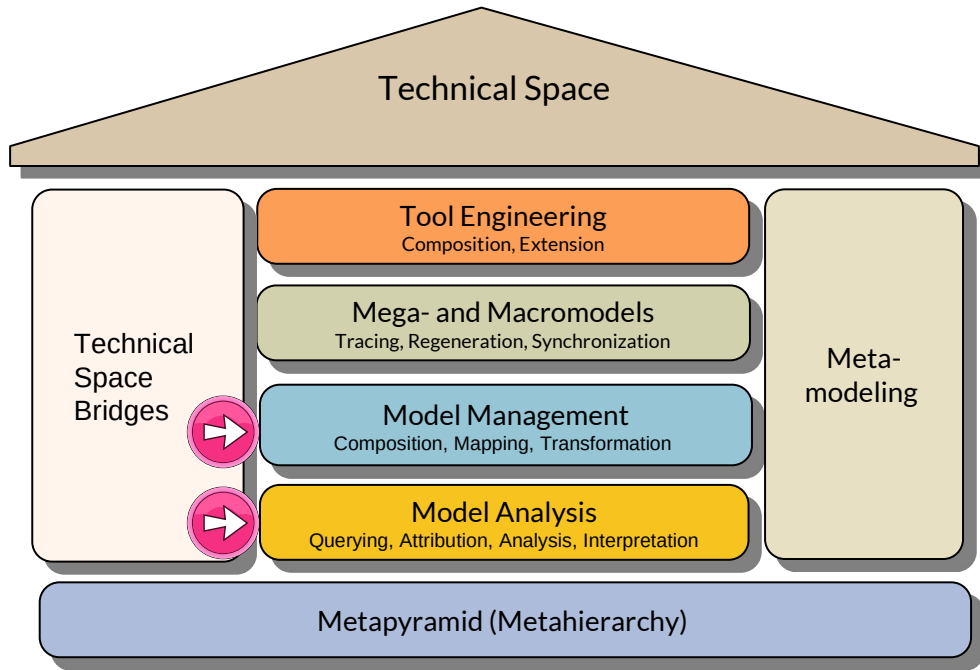 Technical Space
Technical
Space
Bridges
Tool Engineering
Composition, Extension
Mega- and Macromodels
Tracing, Regeneration, Synchronization
Model Management
Composition, Mapping, Transformation
Model Analysis
Querying, Attribution, Analysis, Interpretation
Meta-
modeling
Metapyramid (Metahierarchy)